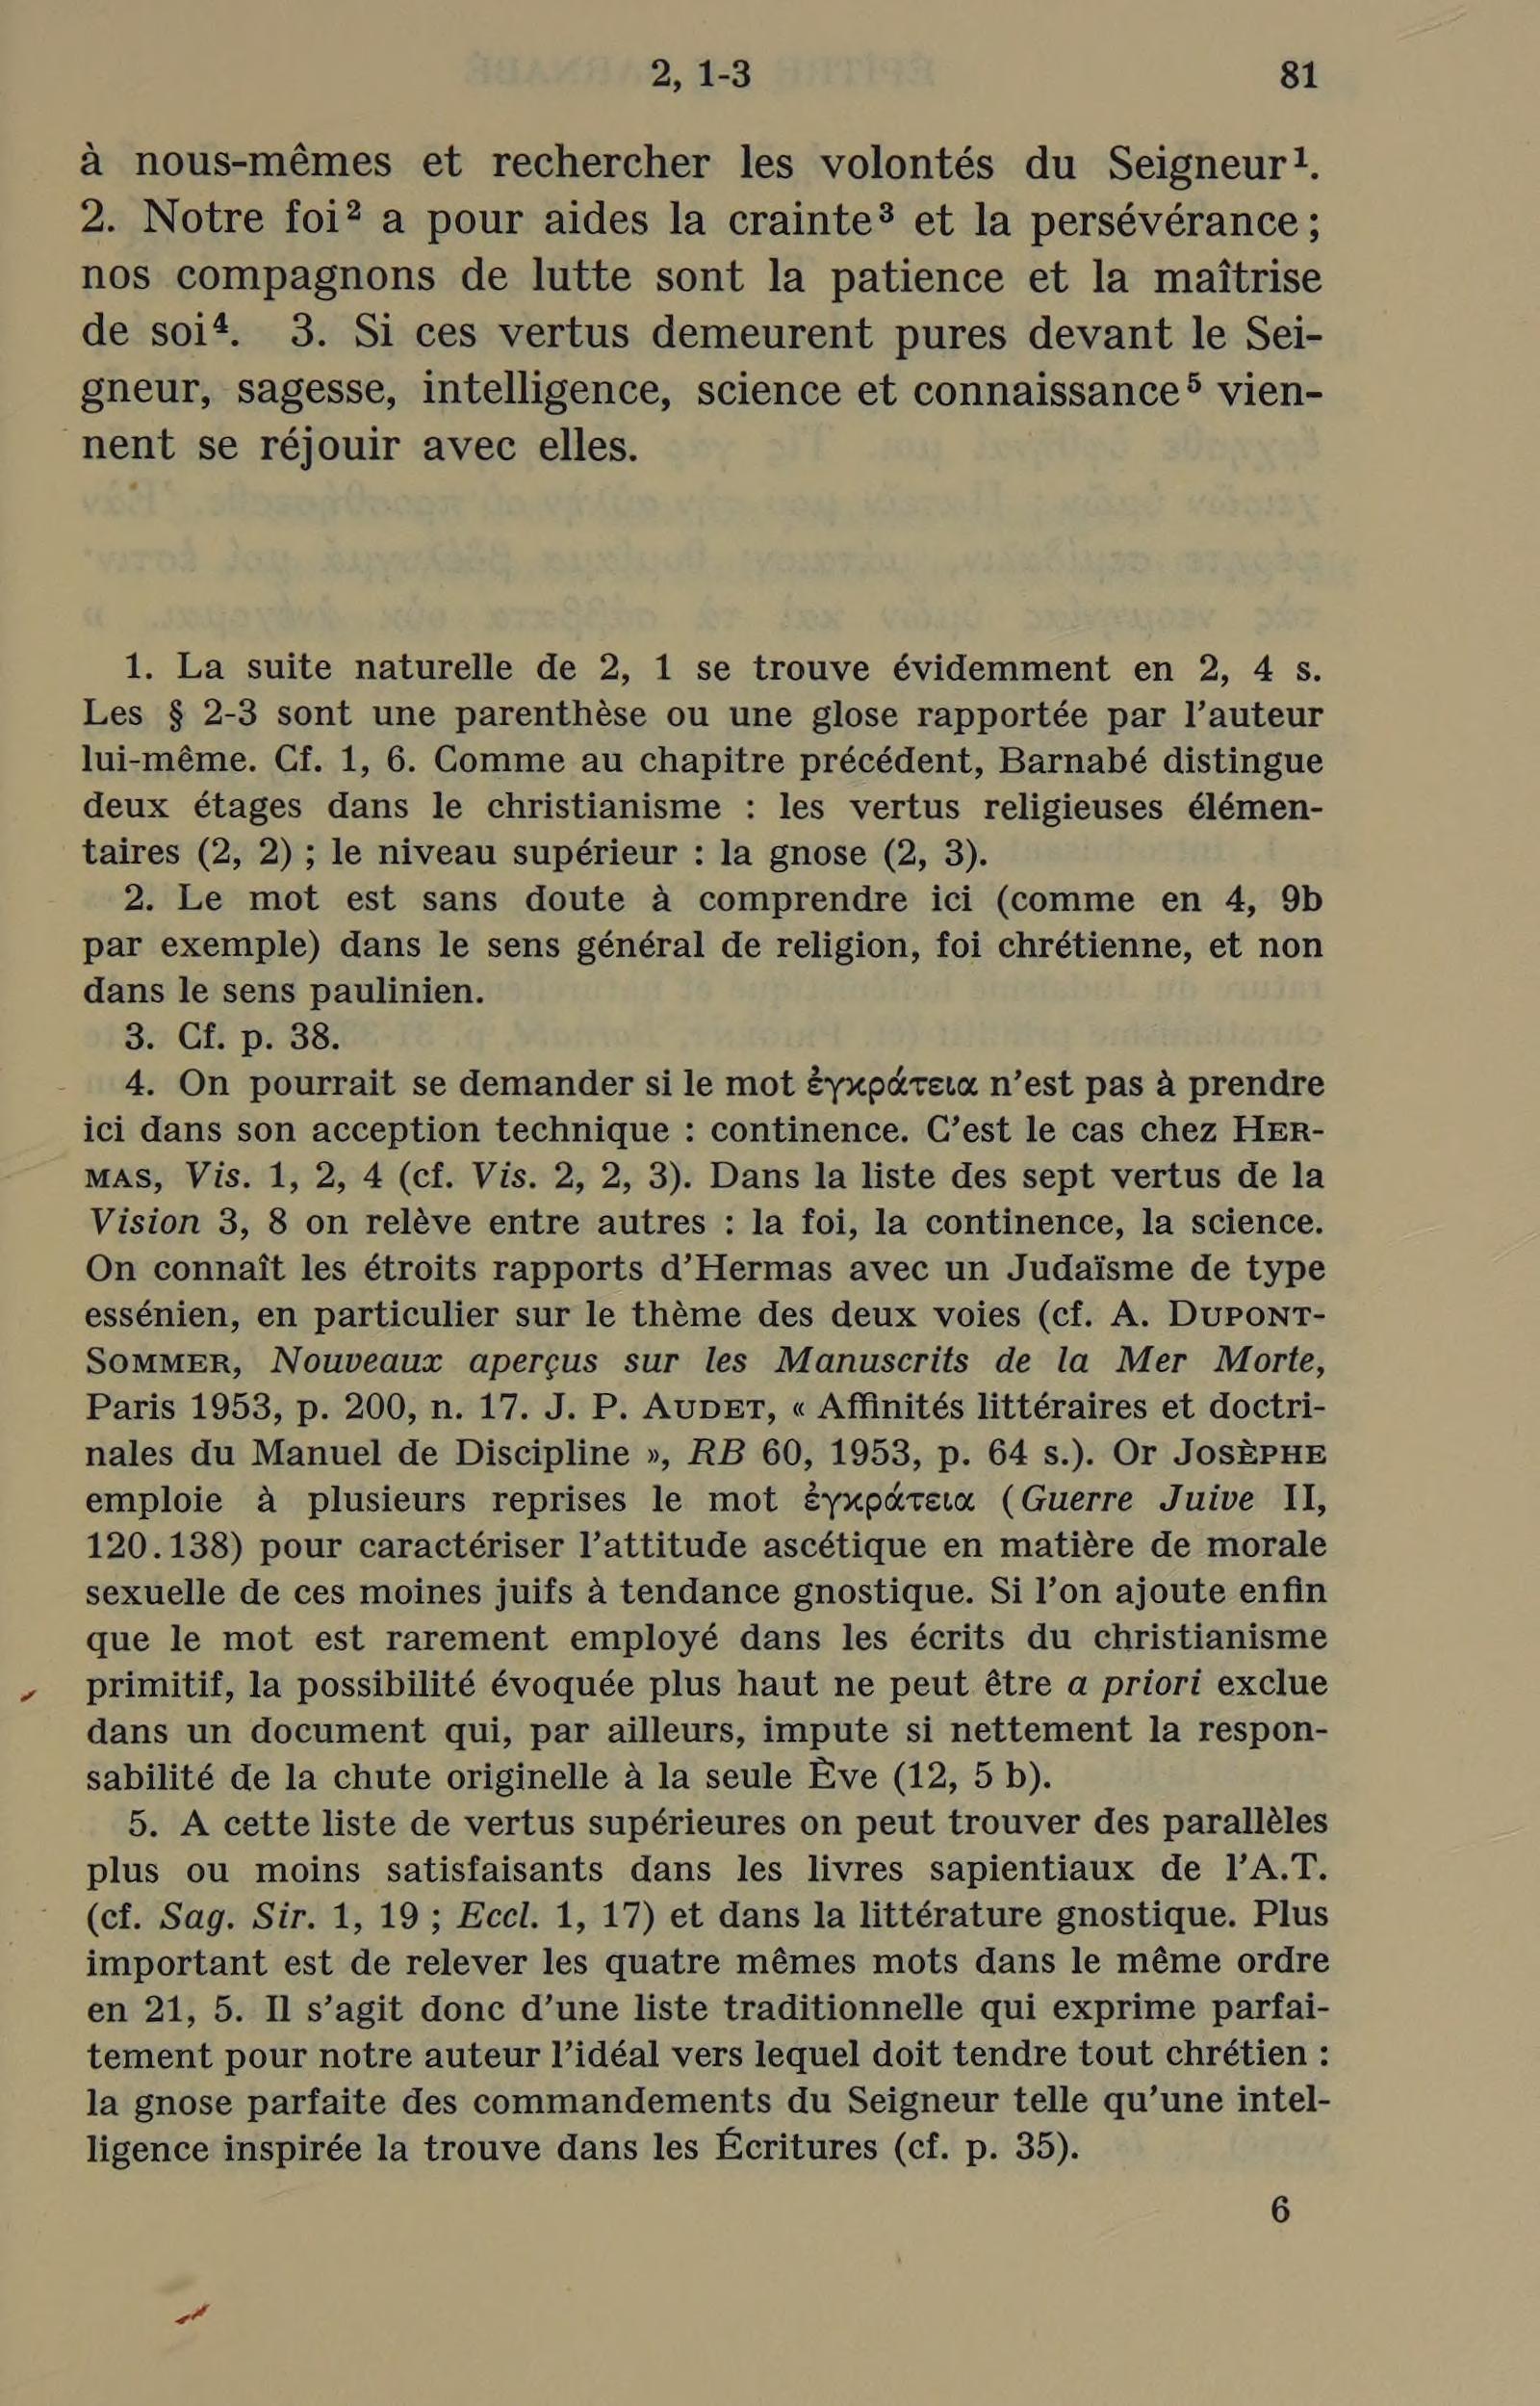 2, 1-3 81
à nous-mêmes et rechercher les volontés du Seigneur¹.
2. Notre foi² a pour aides la crainte³ et la persévérance ;
nos compagnons de lutte sont la patience et la maîtrise
de soi⁴. 3. Si ces vertus demeurent pures devant le Sei-
gneur, sagesse, intelligence, science et connaissance⁵ vien-
nent se réjouir avec elles.
1. La suite naturelle de 2, 1 se trouve évidemment en 2, 4 s.
Les § 2-3 sont une parenthèse ou une glose rapportée par l'auteur
lui-même. Cf. 1, 6. Comme au chapitre précédent, Barnabé distingue
deux étages dans le christianisme : les vertus religieuses élémen-
taires (2, 2) ; le niveau supérieur : la gnose (2, 3).
2. Le mot est sans doute à comprendre ici (comme en 4, 9b
par exemple) dans le sens général de religion, foi chrétienne, et non
dans le sens paulinien.
3. Cf. p. 38.
4. On pourrait se demander si le mot ἐγκράτεια n'est pas à prendre
ici dans son acception technique : continence. C'est le cas chez HER-
MAS, Vis. 1, 2, 4 (cf. Vis. 2, 2, 3). Dans la liste des sept vertus de la
Vision 3, 8 on relève entre autres : la foi, la continence, la science.
On connaît les étroits rapports d'Hermas avec un Judaïsme de type
essénien, en particulier sur le thème des deux voies (cf. A. DUPONT-
SOMMER, Nouveaux aperçus sur les Manuscrits de la Mer Morte,
Paris 1953, p. 200, n. 17. J. P. AUDET, « Affinités littéraires et doctri-
nales du Manuel de Discipline », RB 60, 1953, p. 64 s.). Or JOSÈPHE
emploie à plusieurs reprises le mot ἐγκράτεια (Guerre Juive II,
120.138) pour caractériser l'attitude ascétique en matière de morale
sexuelle de ces moines juifs à tendance gnostique. Si l'on ajoute enfin
que le mot est rarement employé dans les écrits du christianisme
primitif, la possibilité évoquée plus haut ne peut être a priori exclue
dans un document qui, par ailleurs, impute si nettement la respon-
sabilité de la chute originelle à la seule Ève (12, 5 b).
5. A cette liste de vertus supérieures on peut trouver des parallèles
plus ou moins satisfaisants dans les livres sapientiaux de l'A.T.
(cf. Sag. Sir. 1, 19 ; Eccl. 1, 17) et dans la littérature gnostique. Plus
important est de relever les quatre mêmes mots dans le même ordre
en 21, 5. Il s'agit donc d'une liste traditionnelle qui exprime parfai-
tement pour notre auteur l'idéal vers lequel doit tendre tout chrétien :
la gnose parfaite des commandements du Seigneur telle qu'une intel-
ligence inspirée la trouve dans les Écritures (cf. p. 35).
6